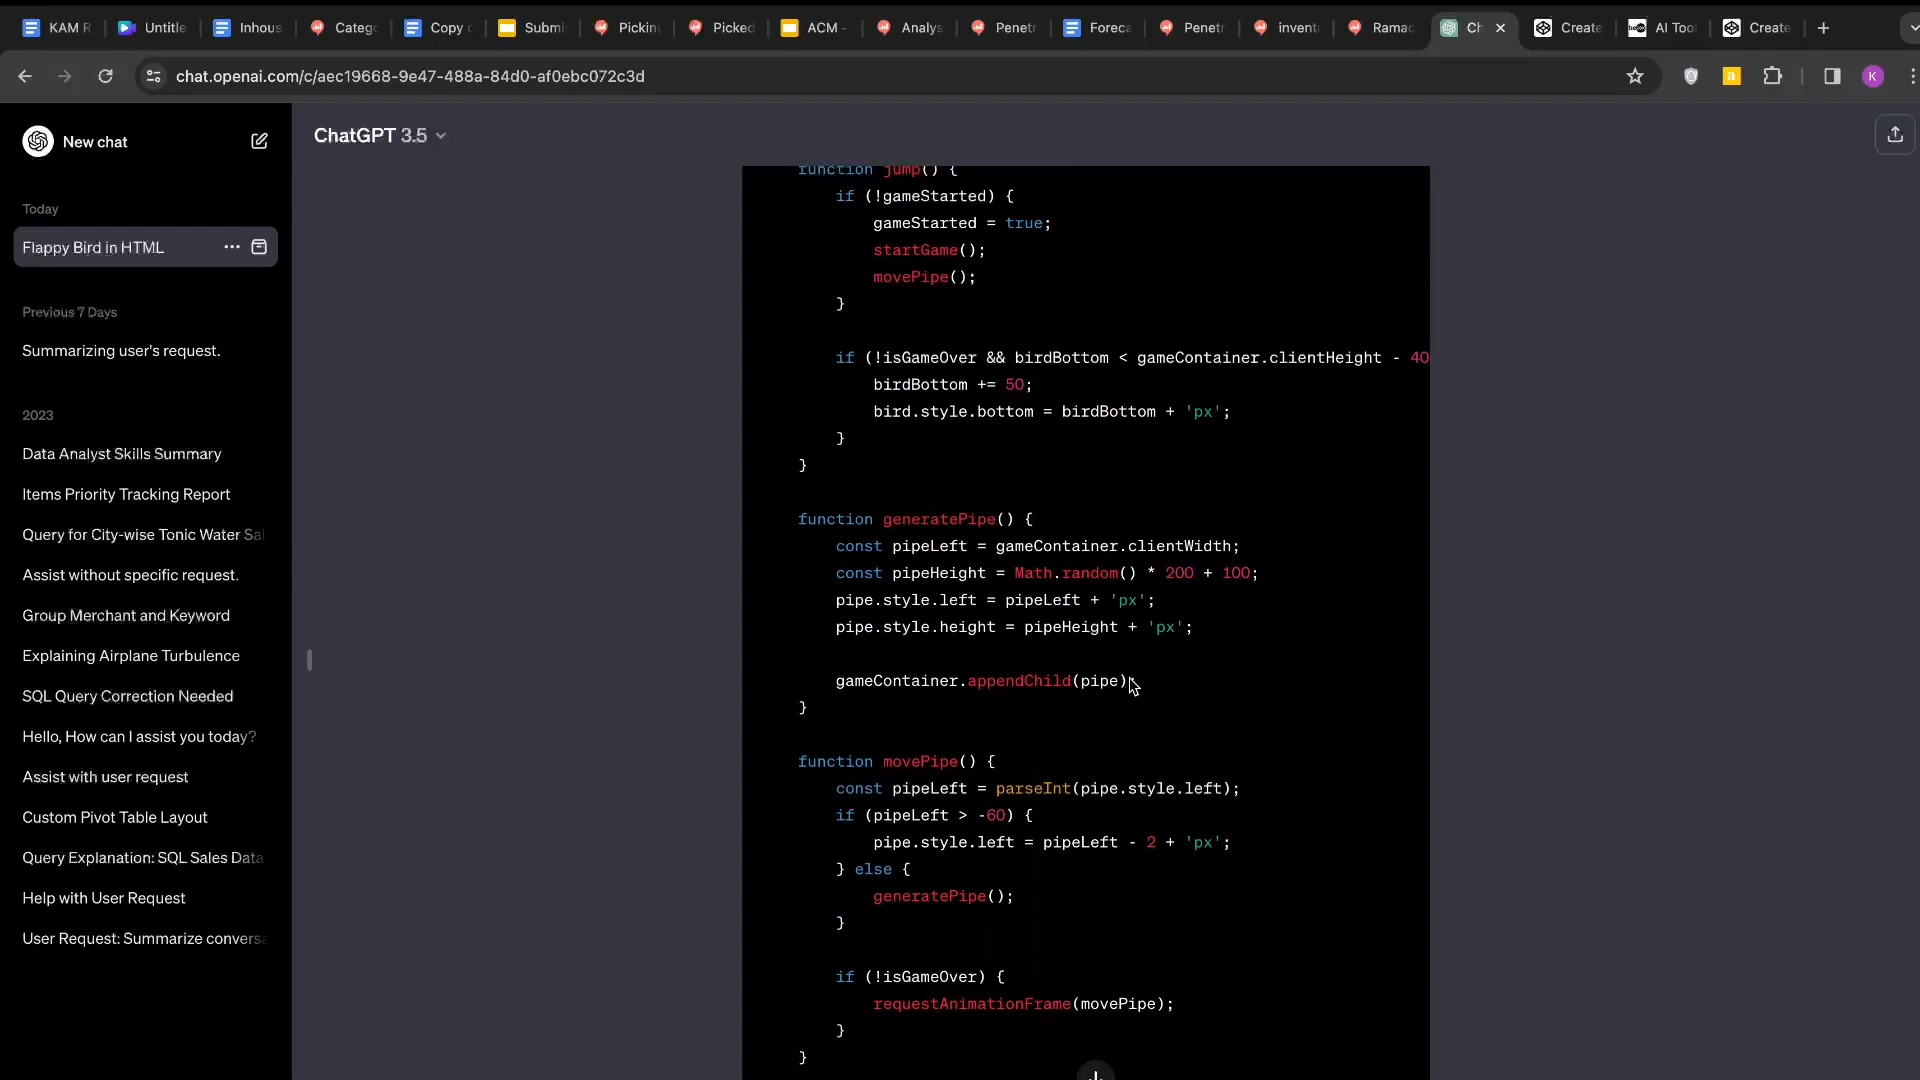 KAM R
Untitle
Inhous
Catego
Copy o
Submi
Picking
Picked
ACM -
Analys
Penetr
Foreca
Penetr
invent
Ramac
Ch
Create
AI Tool
Create
chat.openai.com/c/aec19668-9e47-488a-84d0-af0ebc072c3d
K
New chat
ChatGPT 3.5
Today
Flappy Bird in HTML
Previous 7 Days
Summarizing user's request.
2023
Data Analyst Skills Summary
Items Priority Tracking Report
Query for City-wise Tonic Water Sal
Assist without specific request.
Group Merchant and Keyword
Explaining Airplane Turbulence
SQL Query Correction Needed
Hello, How can I assist you today?
Assist with user request
Custom Pivot Table Layout
Query Explanation: SQL Sales Data
Help with User Request
User Request: Summarize conversa
function jump() {
if (!gameStarted) {
gameStarted = true;
startGame();
movePipe();
}
if (!isGameOver && birdBottom < gameContainer.clientHeight - 40
birdBottom += 50;
bird.style.bottom = birdBottom + 'px';
}
}
function generatePipe() {
const pipeLeft = gameContainer.clientWidth;
const pipeHeight = Math.random() * 200 + 100;
pipe.style.left = pipeLeft + 'px';
pipe.style.height = pipeHeight + 'px';
gameContainer.appendChild(pipe);
}
function movePipe() {
const pipeLeft = parseInt(pipe.style.left);
if (pipeLeft > -60) {
pipe.style.left = pipeLeft - 2 + 'px';
} else {
generatePipe();
}
if (!isGameOver) {
requestAnimationFrame(movePipe);
}
}